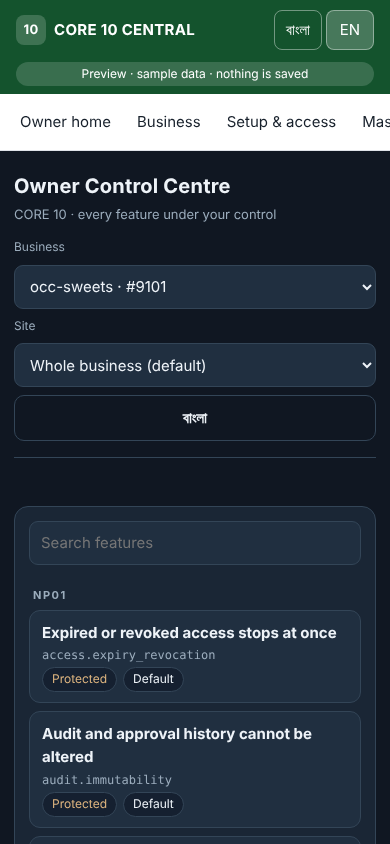 10 CORE 10 CENTRAL বাংলা EN
Preview · sample data · nothing is saved
Owner home Business Setup & access Mas
Owner Control Centre
CORE 10 · every feature under your control
Business
occ-sweets · #9101
Site
Whole business (default)
বাংলা
Search features
NP01
Expired or revoked access stops at once
access.expiry_revocation
Protected Default
Audit and approval history cannot be
altered
audit.immutability
Protected Default